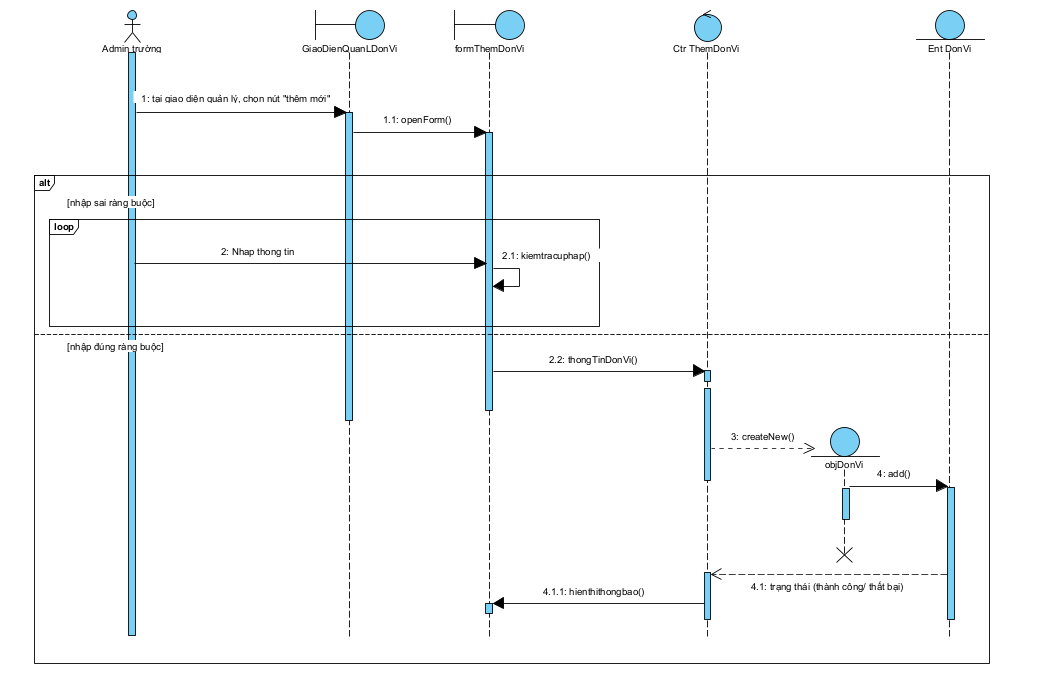 Admin trường
GiaoDienQuanLDonVi
formThemDonVi
Ctr ThemDonVi
Ent DonVi
1: tại giao diện quản lý, chọn nút "thêm mới"
1.1: openForm()
alt
[nhập sai ràng buộc]
loop
2: Nhap thong tin
2.1: kiemtracuphap()
[nhập đúng ràng buộc]
2.2: thongTinDonVi()
3: createNew()
objDonVi
4: add()
4.1: trạng thái (thành công/ thất bại)
4.1.1: hienthithongbao()